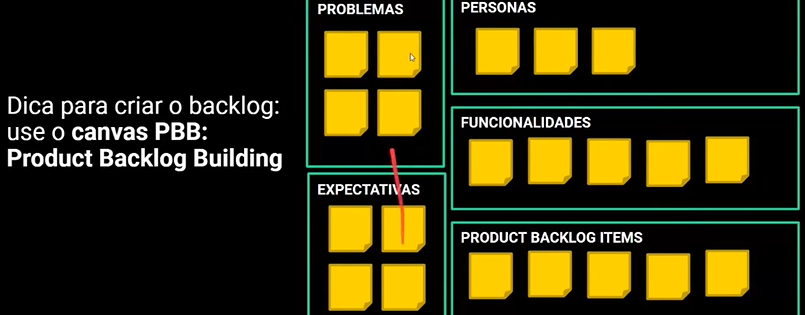 Dica para criar o backlog:
use o canvas PBB:
Product Backlog Building
PROBLEMAS
EXPECTATIVAS
PERSONAS
FUNCIONALIDADES
PRODUCT BACKLOG ITEMS